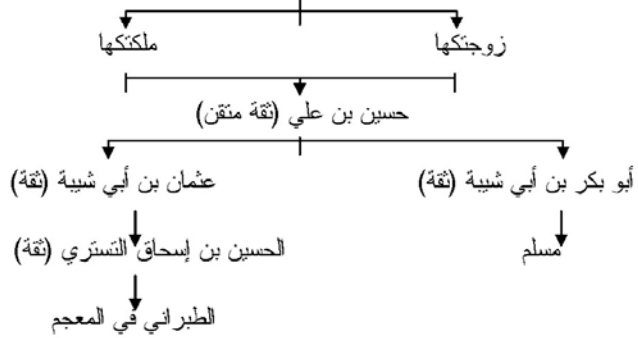 زوجتكها ملكتكها
حسين بن علي (ثقة متقن)
أبو بكر بن أبي شيبة (ثقة) عثمان بن أبي شيبة (ثقة)
مسلم الحسين بن إسحاق التستري (ثقة)
الطبراني في المعجم